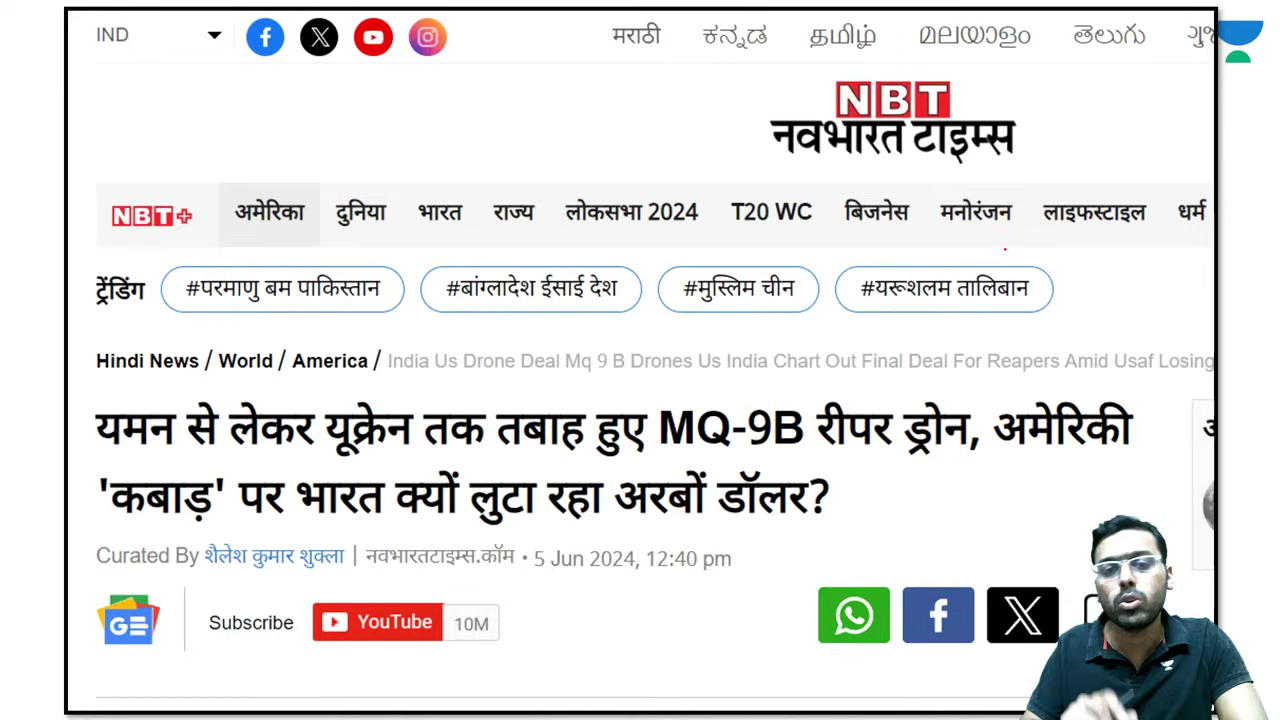 IND
मराठी ಕನ್ನಡ தமிழ் മലയാളം తెలుగు
NBT
नवभारत टाइम्स
NBT+ अमेरिका दुनिया भारत राज्य लोकसभा 2024 T20 WC बिजनेस मनोरंजन लाइफस्टाइल धर्म
ट्रेंडिंग #परमाणु बम पाकिस्तान #बांग्लादेश ईसाई देश #मुस्लिम चीन #यरूशलम तालिबान
Hindi News / World / America / India Us Drone Deal Mq 9 B Drones Us India Chart Out Final Deal For Reapers Amid Usaf Losing
यमन से लेकर यूक्रेन तक तबाह हुए MQ-9B रीपर ड्रोन, अमेरिकी
'कबाड़' पर भारत क्यों लुटा रहा अरबों डॉलर?
Curated By शैलेश कुमार शुक्ला | नवभारतटाइम्स.कॉम • 5 Jun 2024, 12:40 pm
GE Subscribe YouTube 10M